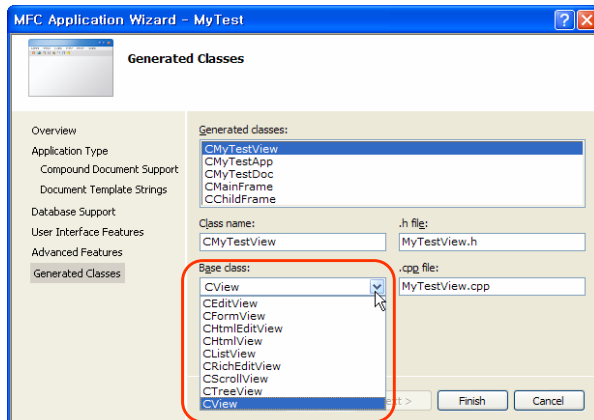 MFC Application Wizard - MyTest
Generated Classes
Overview
Application Type
Compound Document Support
Document Template Strings
Database Support
User Interface Features
Advanced Features
Generated Classes
Generated classes:
CMyTestView
CMyTestApp
CMyTestDoc
CMainFrame
CChildFrame
Class name:
.h file:
CMyTestView
MyTestView.h
Base class:
.cpp file:
CView
MyTestView.cpp
CEditView
CFormView
CHtmlEditView
CHtmlView
CListView
CRichEditView
CScrollView
CTreeView
CView
ext >
Finish
Cancel